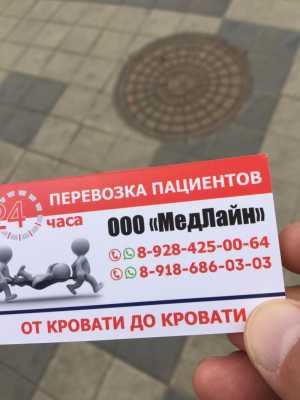 ПЕРЕВОЗКА ПАЦИЕНТОВ
24
часа
ООО «МедЛайн»
8-928-425-00-64
8-918-686-03-03
ОТ КРОВАТИ ДО КРОВАТИ